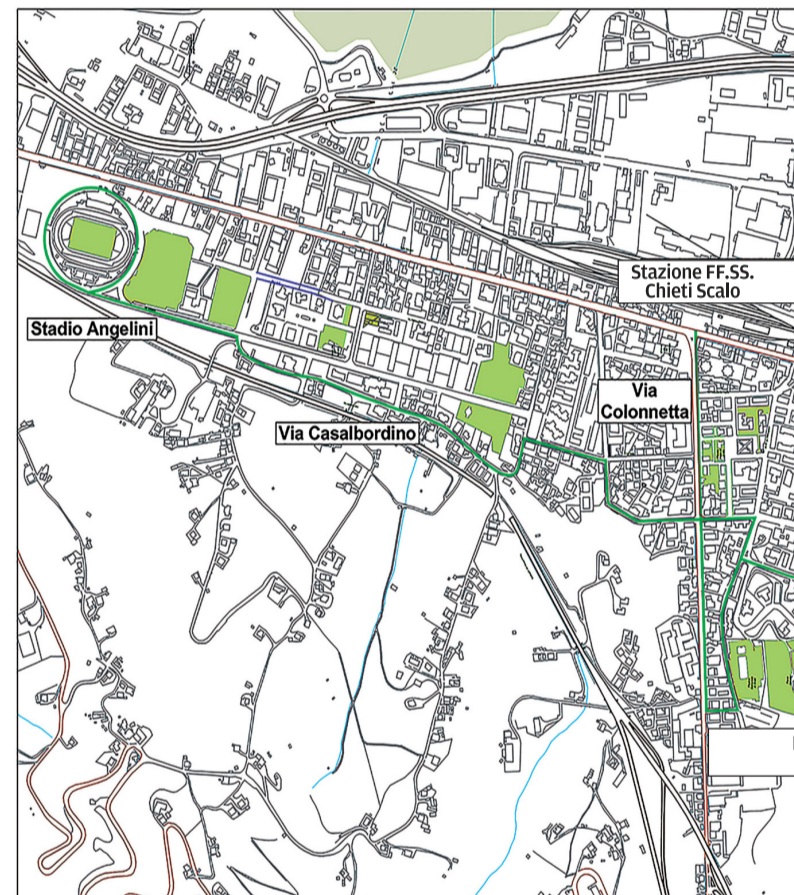 Stazione FF.SS.
Chieti Scalo
Stadio Angelini
Via
Colonnetta
Via Casalbordino